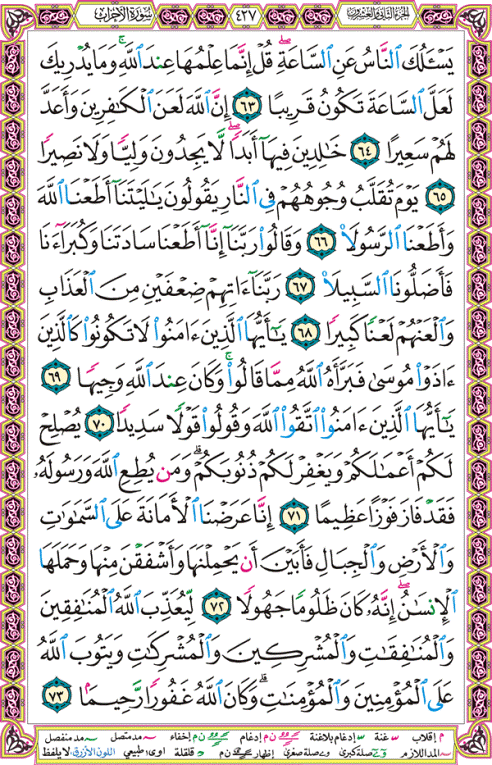 الجزء الثاني والعشرون ٤٢٧ سُورَةُ الأَحْزَابِ
يَسْـَٔلُكَ ٱلنَّاسُ عَنِ ٱلسَّاعَةِۖ قُلْ إِنَّمَا عِلْمُهَا عِندَ ٱللَّهِۚ وَمَا يُدْرِيكَ
لَعَلَّ ٱلسَّاعَةَ تَكُونُ قَرِيبًا ٦٣ إِنَّ ٱللَّهَ لَعَنَ ٱلْكَٰفِرِينَ وَأَعَدَّ
لَهُمْ سَعِيرًا ٦٤ خَٰلِدِينَ فِيهَآ أَبَدًاۖ لَّا يَجِدُونَ وَلِيًّا وَلَا نَصِيرًا
٦٥ يَوْمَ تُقَلَّبُ وُجُوهُهُمْ فِى ٱلنَّارِ يَقُولُونَ يَٰلَيْتَنَآ أَطَعْنَا ٱللَّهَ
وَأَطَعْنَا ٱلرَّسُولَا۠ ٦٦ وَقَالُوا۟ رَبَّنَآ إِنَّآ أَطَعْنَا سَادَتَنَا وَكُبَرَآءَنَا
فَأَضَلُّونَا ٱلسَّبِيلَا۠ ٦٧ رَبَّنَآ ءَاتِهِمْ ضِعْفَيْنِ مِنَ ٱلْعَذَابِ
وَٱلْعَنْهُمْ لَعْنًا كَبِيرًا ٦٨ يَٰٓأَيُّهَا ٱلَّذِينَ ءَامَنُوا۟ لَا تَكُونُوا۟ كَٱلَّذِينَ
ءَاذَوْا۟ مُوسَىٰ فَبَرَّأَهُ ٱللَّهُ مِمَّا قَالُوا۟ۚ وَكَانَ عِندَ ٱللَّهِ وَجِيهًا ٦٩
يَٰٓأَيُّهَا ٱلَّذِينَ ءَامَنُوا۟ ٱتَّقُوا۟ ٱللَّهَ وَقُولُوا۟ قَوْلًا سَدِيدًا ٧٠ يُصْلِحْ
لَكُمْ أَعْمَٰلَكُمْ وَيَغْفِرْ لَكُمْ ذُنُوبَكُمْۗ وَمَن يُطِعِ ٱللَّهَ وَرَسُولَهُۥ
فَقَدْ فَازَ فَوْزًا عَظِيمًا ٧١ إِنَّا عَرَضْنَا ٱلْأَمَانَةَ عَلَى ٱلسَّمَٰوَٰتِ
وَٱلْأَرْضِ وَٱلْجِبَالِ فَأَبَيْنَ أَن يَحْمِلْنَهَا وَأَشْفَقْنَ مِنْهَا وَحَمَلَهَا
ٱلْإِنسَٰنُۖ إِنَّهُۥ كَانَ ظَلُومًا جَهُولًا ٧٢ لِّيُعَذِّبَ ٱللَّهُ ٱلْمُنَٰفِقِينَ
وَٱلْمُنَٰفِقَٰتِ وَٱلْمُشْرِكِينَ وَٱلْمُشْرِكَٰتِ وَيَتُوبَ ٱللَّهُ
عَلَى ٱلْمُؤْمِنِينَ وَٱلْمُؤْمِنَٰتِۗ وَكَانَ ٱللَّهُ غَفُورًا رَّحِيمًا ٧٣
م إقلاب س غنة س إدغام بلاغنة ن م إدغام ن م إخفاء مد متصل مد منفصل
المد اللازم وصلة كبرى وصلة صغرى إظهار ن م قلقلة اوى طبيعي اللون الأزرق لا يلفظ